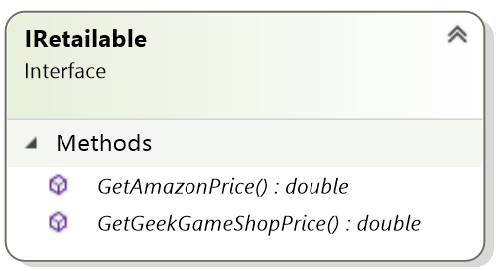 IRetailable
Interface
Methods
GetAmazonPrice() : double
GetGeekGameShopPrice() : double